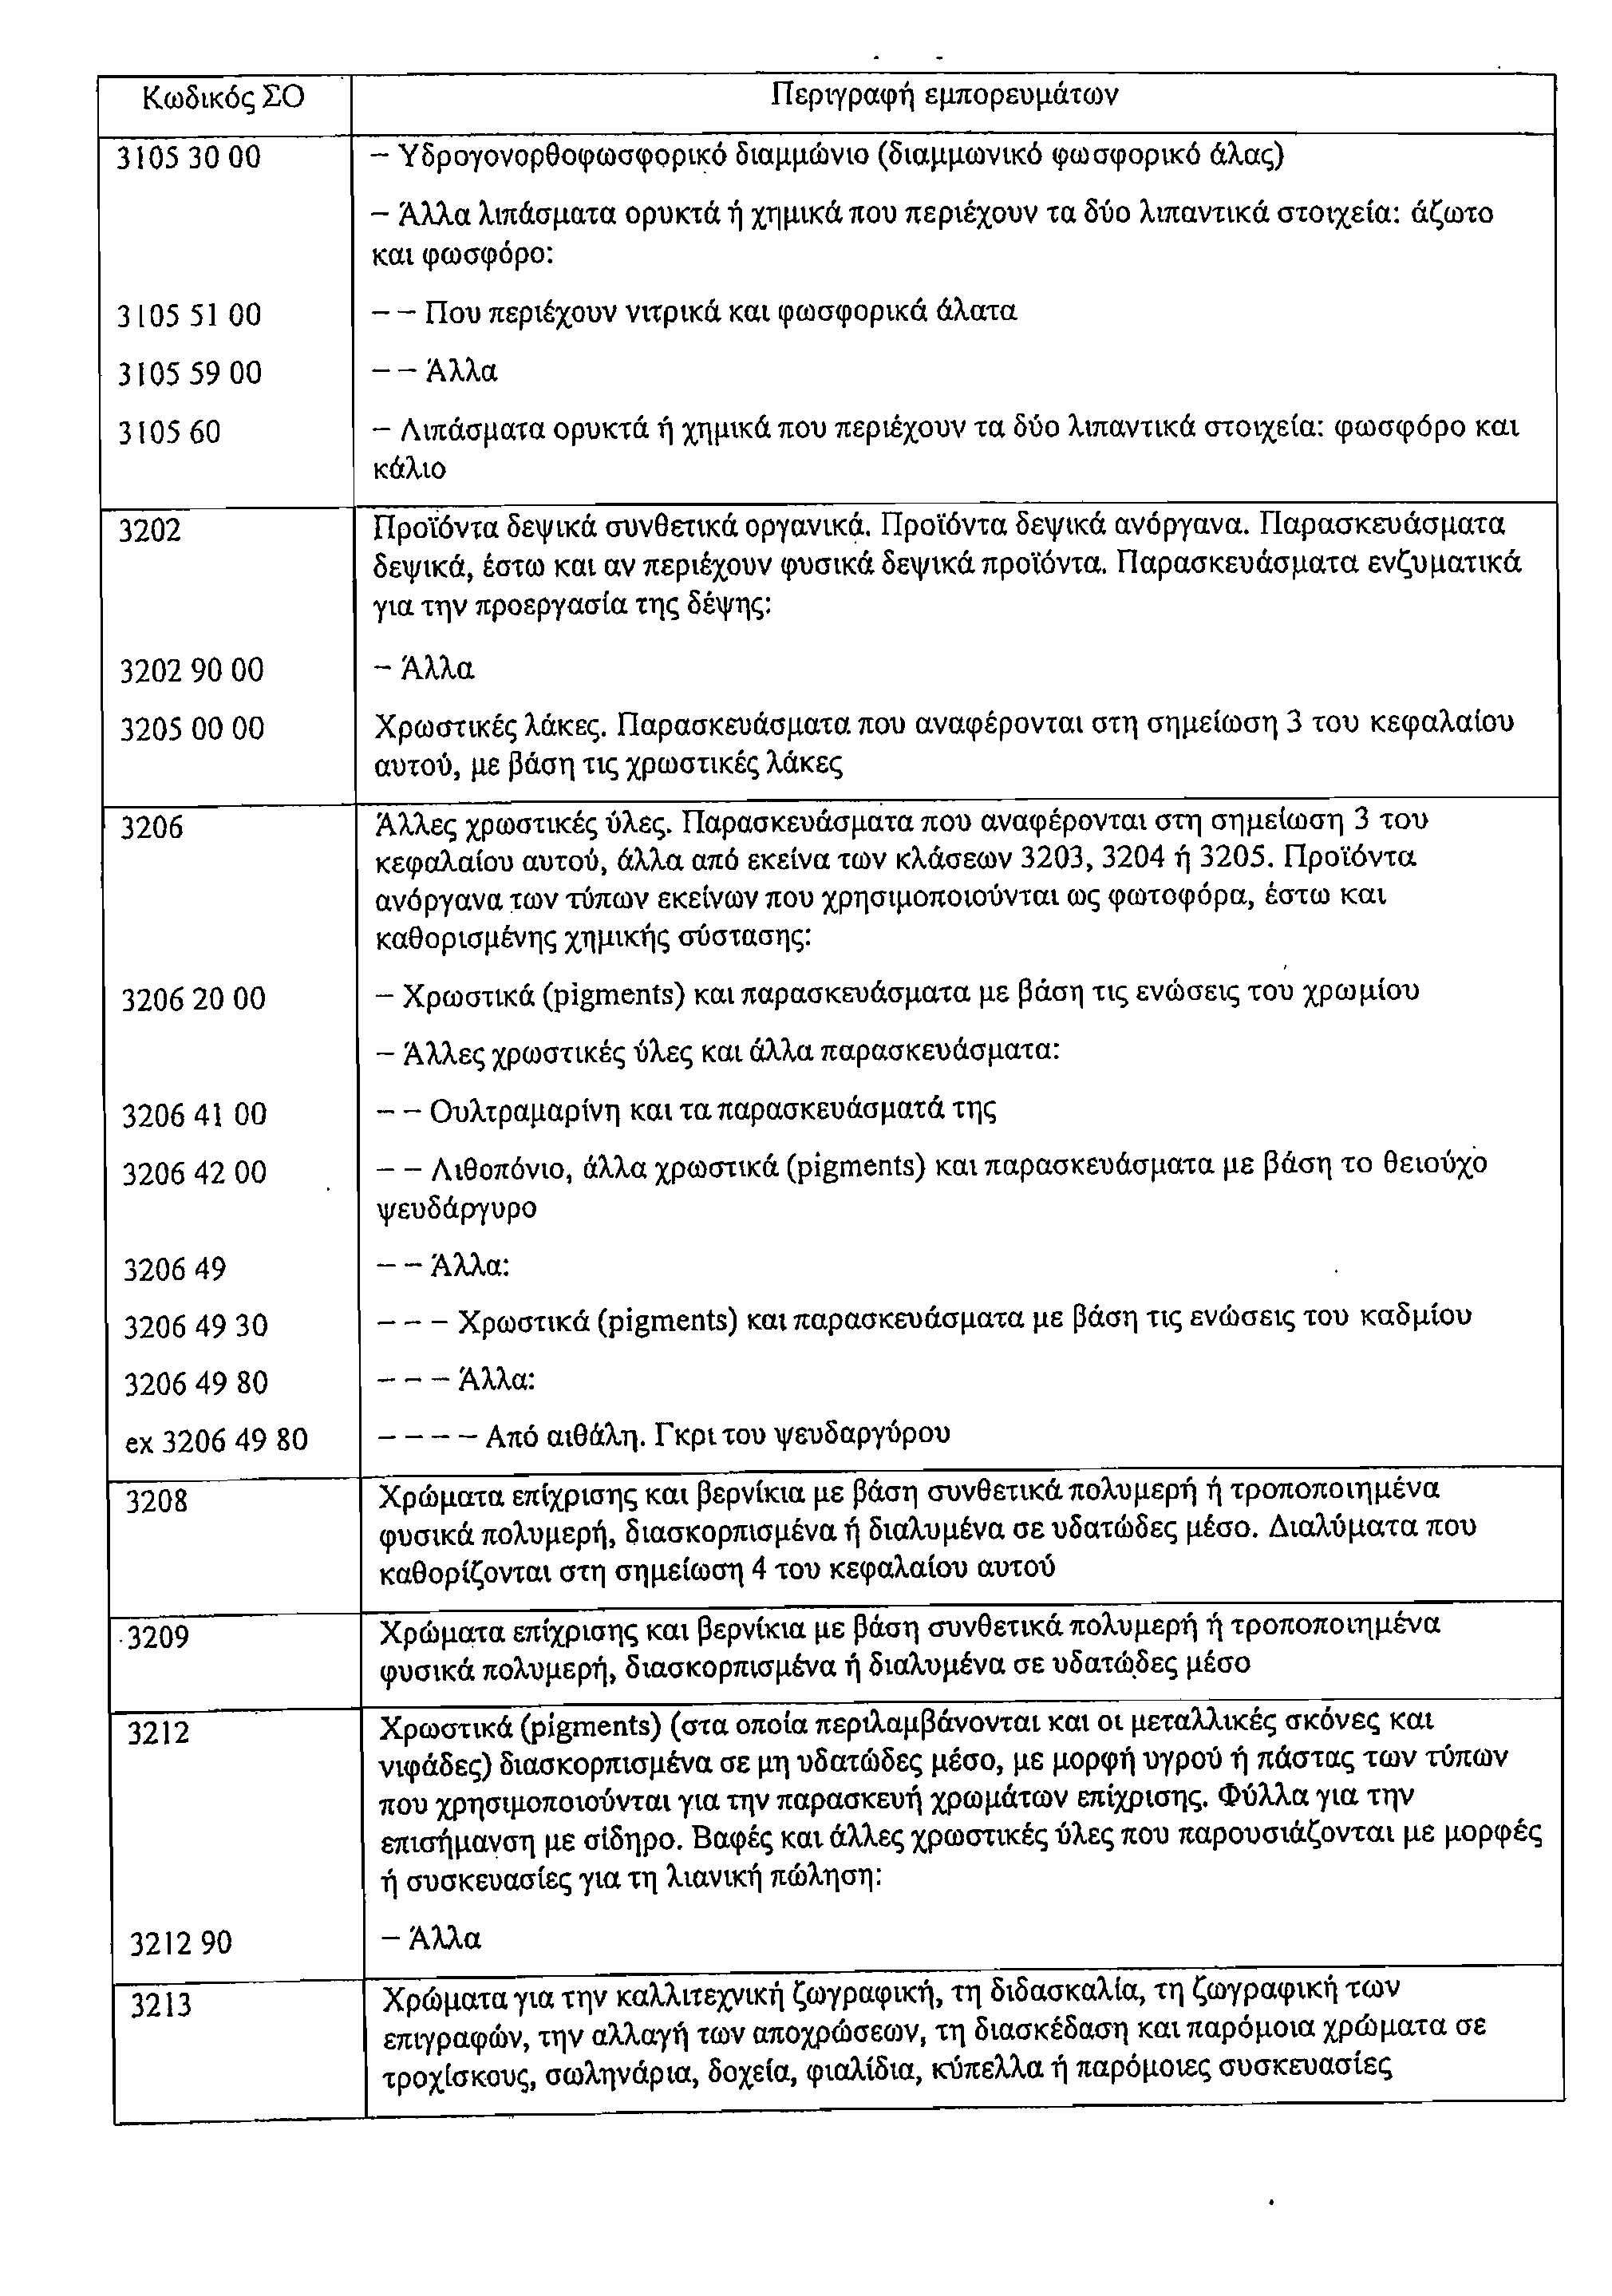 Κωδικός ΣΟ Περιγραφή εμπορευμάτων
3105 30 00 – Υδρογονορθοφωσφορικό διαμμώνιο (διαμμωνικό φωσφορικό άλας)
– Άλλα λιπάσματα ορυκτά ή χημικά που περιέχουν τα δύο λιπαντικά στοιχεία: άζωτο
και φωσφόρο:
3105 51 00 – – Που περιέχουν νιτρικά και φωσφορικά άλατα
3105 59 00 – – Άλλα
3105 60 – Λιπάσματα ορυκτά ή χημικά που περιέχουν τα δύο λιπαντικά στοιχεία: φωσφόρο και
κάλιο
3202 Προϊόντα δεψικά συνθετικά οργανικά. Προϊόντα δεψικά ανόργανα. Παρασκευάσματα
δεψικά, έστω και αν περιέχουν φυσικά δεψικά προϊόντα. Παρασκευάσματα ενζυματικά
για την προεργασία της δέψης:
3202 90 00 – Άλλα
3205 00 00 Χρωστικές λάκες. Παρασκευάσματα που αναφέρονται στη σημείωση 3 του κεφαλαίου
αυτού, με βάση τις χρωστικές λάκες
3206 Άλλες χρωστικές ύλες. Παρασκευάσματα που αναφέρονται στη σημείωση 3 του
κεφαλαίου αυτού, άλλα από εκείνα των κλάσεων 3203, 3204 ή 3205. Προϊόντα
ανόργανα των τύπων εκείνων που χρησιμοποιούνται ως φωτοφόρα, έστω και
καθορισμένης χημικής σύστασης:
3206 20 00 – Χρωστικά (pigments) και παρασκευάσματα με βάση τις ενώσεις του χρωμίου
– Άλλες χρωστικές ύλες και άλλα παρασκευάσματα:
3206 41 00 – – Ουλτραμαρίνη και τα παρασκευάσματά της
3206 42 00 – – Λιθοπόνιο, άλλα χρωστικά (pigments) και παρασκευάσματα με βάση το θειούχο
ψευδάργυρο
3206 49 – – Άλλα:
3206 49 30 – – – Χρωστικά (pigments) και παρασκευάσματα με βάση τις ενώσεις του καδμίου
3206 49 80 – – – Άλλα:
ex 3206 49 80 – – – – Από αιθάλη. Γκρι του ψευδαργύρου
3208 Χρώματα επίχρισης και βερνίκια με βάση συνθετικά πολυμερή ή τροποποιημένα
φυσικά πολυμερή, διασκορπισμένα ή διαλυμένα σε υδατώδες μέσο. Διαλύματα που
καθορίζονται στη σημείωση 4 του κεφαλαίου αυτού
3209 Χρώματα επίχρισης και βερνίκια με βάση συνθετικά πολυμερή ή τροποποιημένα
φυσικά πολυμερή, διασκορπισμένα ή διαλυμένα σε υδατώδες μέσο
3212 Χρωστικά (pigments) (στα οποία περιλαμβάνονται και οι μεταλλικές σκόνες και
νιφάδες) διασκορπισμένα σε μη υδατώδες μέσο, με μορφή υγρού ή πάστας των τύπων
που χρησιμοποιούνται για την παρασκευή χρωμάτων επίχρισης. Φύλλα για την
επισήμανση με σίδηρο. Βαφές και άλλες χρωστικές ύλες που παρουσιάζονται με μορφές
ή συσκευασίες για τη λιανική πώληση:
3212 90 – Άλλα
3213 Χρώματα για την καλλιτεχνική ζωγραφική, τη διδασκαλία, τη ζωγραφική των
επιγραφών, την αλλαγή των αποχρώσεων, τη διασκέδαση και παρόμοια χρώματα σε
τροχίσκους, σωληνάρια, δοχεία, φιαλίδια, κύπελλα ή παρόμοιες συσκευασίες